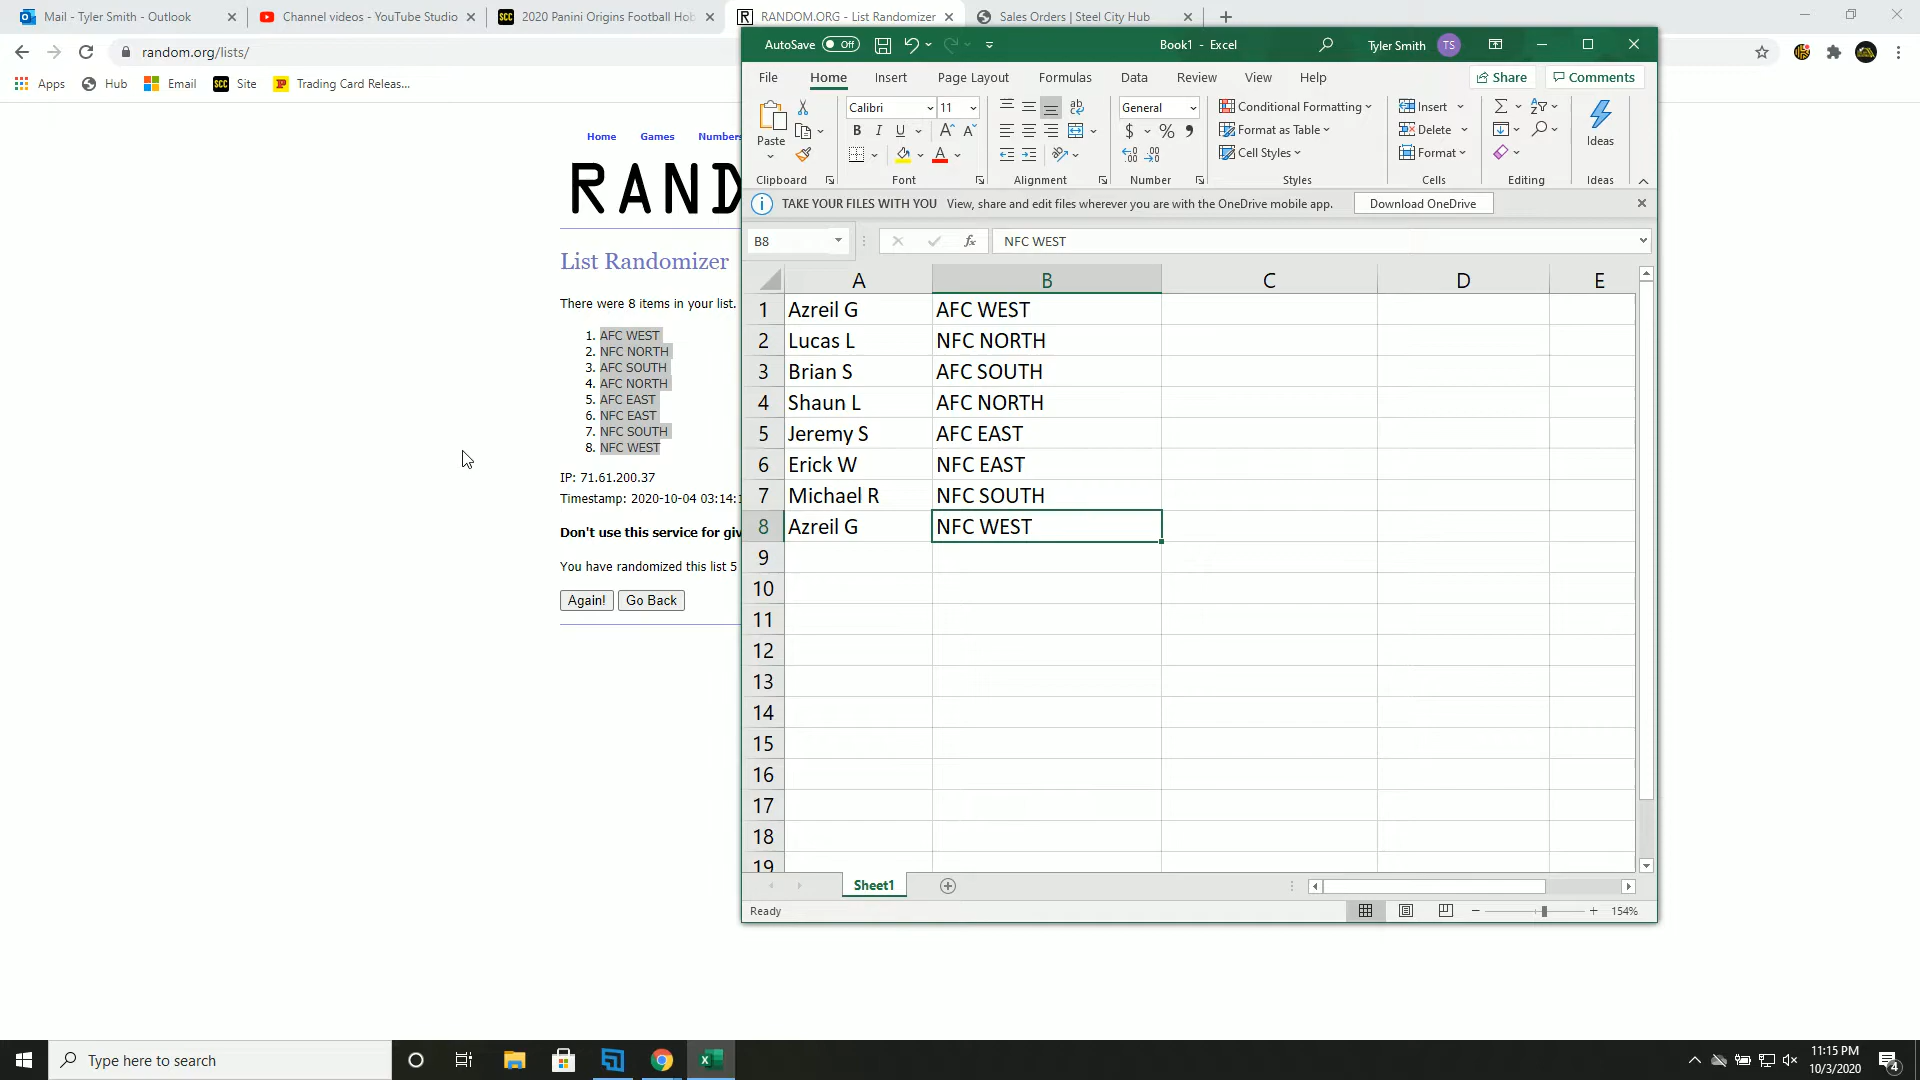 Mail - Tyler Smith - Outlook
Channel videos - YouTube Studio
SCC 2020 Panini Origins Football Hob
RANDOM.ORG - List Randomizer
Sales Orders | Steel City Hub
random.org/lists/
Apps
Hub
Email
SCC Site
Trading Card Releas...
Home Games Numbers
RAND
List Randomizer
There were 8 items in your list.
1. AFC WEST
2. NFC NORTH
3. AFC SOUTH
4. AFC NORTH
5. AFC EAST
6. NFC EAST
7. NFC SOUTH
8. NFC WEST
IP: 71.61.200.37
Timestamp: 2020-10-04 03:14:1
Don't use this service for giv
You have randomized this list 5
Again! Go Back
AutoSave Off
Book1 - Excel
Tyler Smith TS
File Home Insert Page Layout Formulas Data Review View Help Share Comments
Paste
Clipboard
Calibri 11
B I U
Font
Alignment
General
$ % 9
Number
Conditional Formatting
Format as Table
Cell Styles
Styles
Insert
Delete
Format
Cells
Editing
Ideas
Ideas
TAKE YOUR FILES WITH YOU View, share and edit files wherever you are with the OneDrive mobile app. Download OneDrive
B8 fx NFC WEST
A B C D E
1 Azreil G AFC WEST
2 Lucas L NFC NORTH
3 Brian S AFC SOUTH
4 Shaun L AFC NORTH
5 Jeremy S AFC EAST
6 Erick W NFC EAST
7 Michael R NFC SOUTH
8 Azreil G NFC WEST
9
10
11
12
13
14
15
16
17
18
19
Sheet1
Ready
154%
Type here to search
11:15 PM
10/3/2020
4